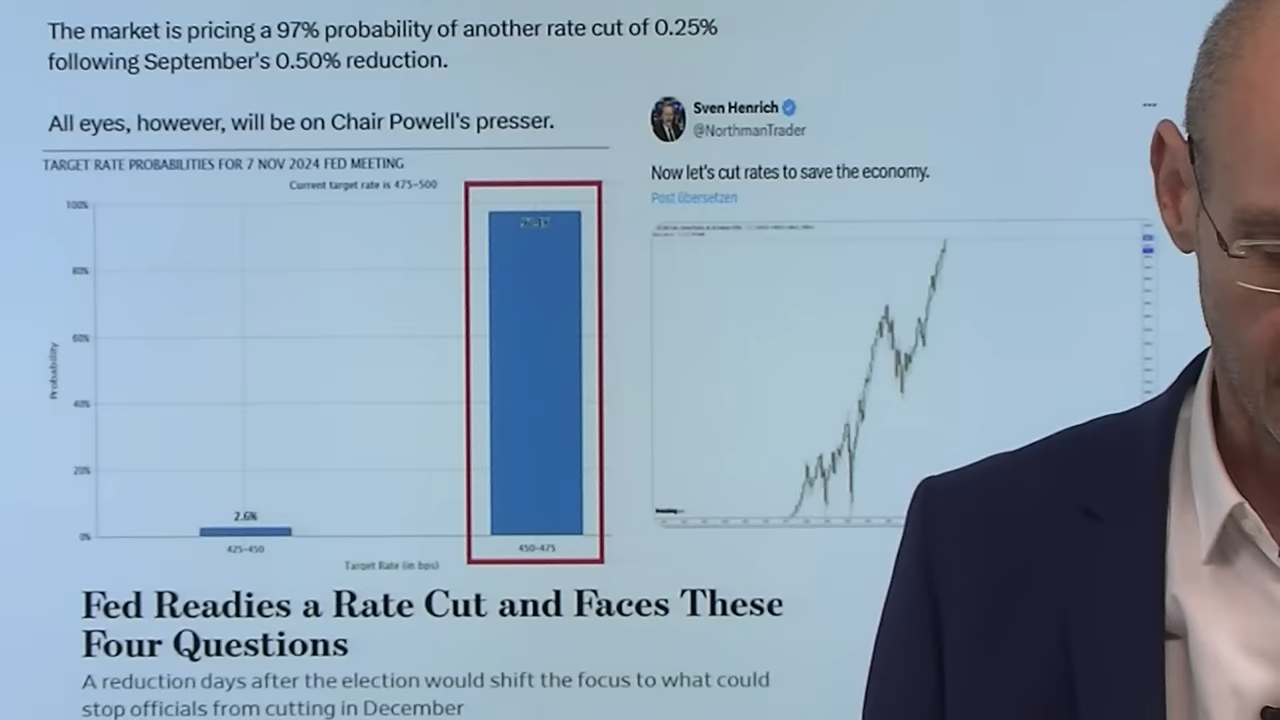 The market is pricing a 97% probability of another rate cut of 0.25%
following September's 0.50% reduction.
All eyes, however, will be on Chair Powell's presser.
TARGET RATE PROBABILITIES FOR 7 NOV 2024 FED MEETING
Current target rate is 475-500
100%
80%
60%
40%
20%
0%
Probability
2.6%
425-450
450-475
Target Rate (in bps)
Sven Henrich
@NorthmanTrader
Now let's cut rates to save the economy.
Post übersetzen
Fed Readies a Rate Cut and Faces These
Four Questions
A reduction days after the election would shift the focus to what could
stop officials from cutting in December